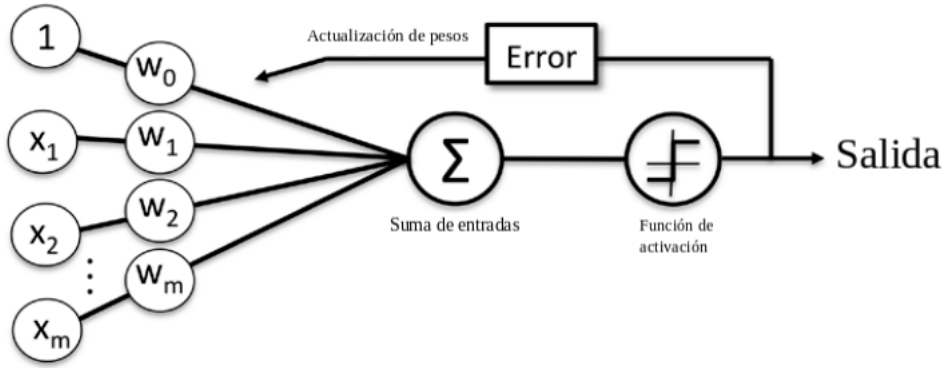 1
w₀
Actualización de pesos
Error
x₁
w₁
Σ
Salida
x₂
w₂
Suma de entradas
Función de
activación
⋮
xₘ
wₘ